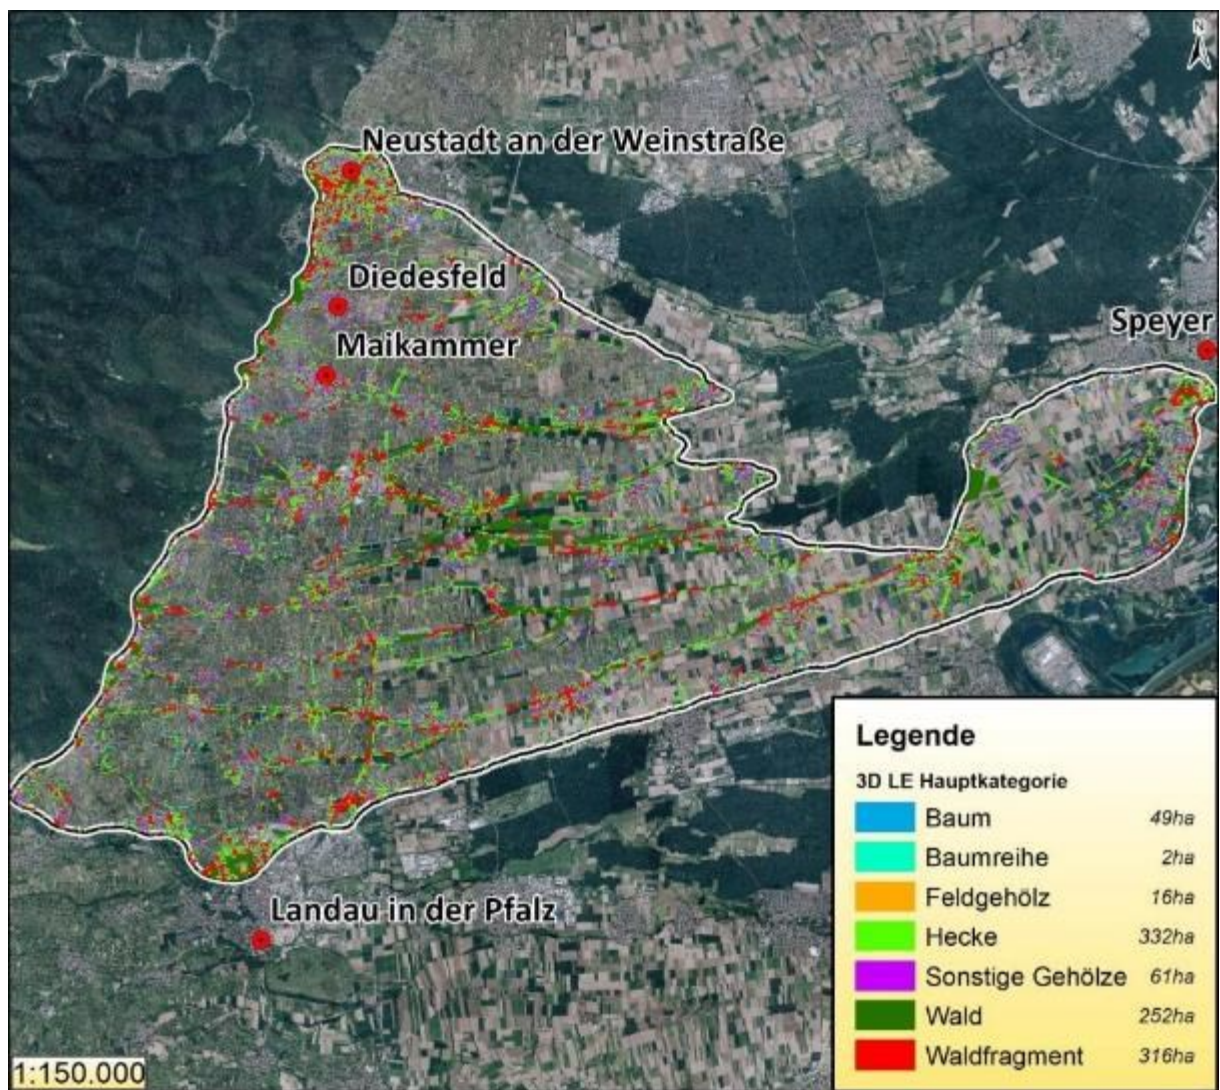 N
Neustadt an der Weinstraße
Diedesfeld
Speyer
Maikammer
Landau in der Pfalz
Legende
3D LE Hauptkategorie
Baum 49ha
Baumreihe 2ha
Feldgehölz 16ha
Hecke 332ha
Sonstige Gehölze 61ha
Wald 252ha
Waldfragment 316ha
1:150.000